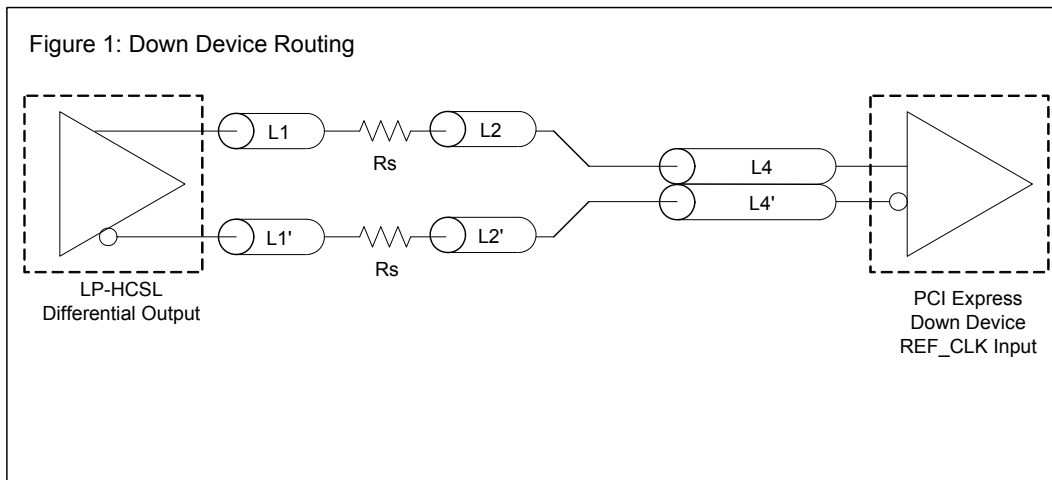 Figure 1: Down Device Routing
L1
Rs
L2
L4
L4'
L1'
Rs
L2'
LP-HCSL
Differential Output
PCI Express
Down Device
REF_CLK Input